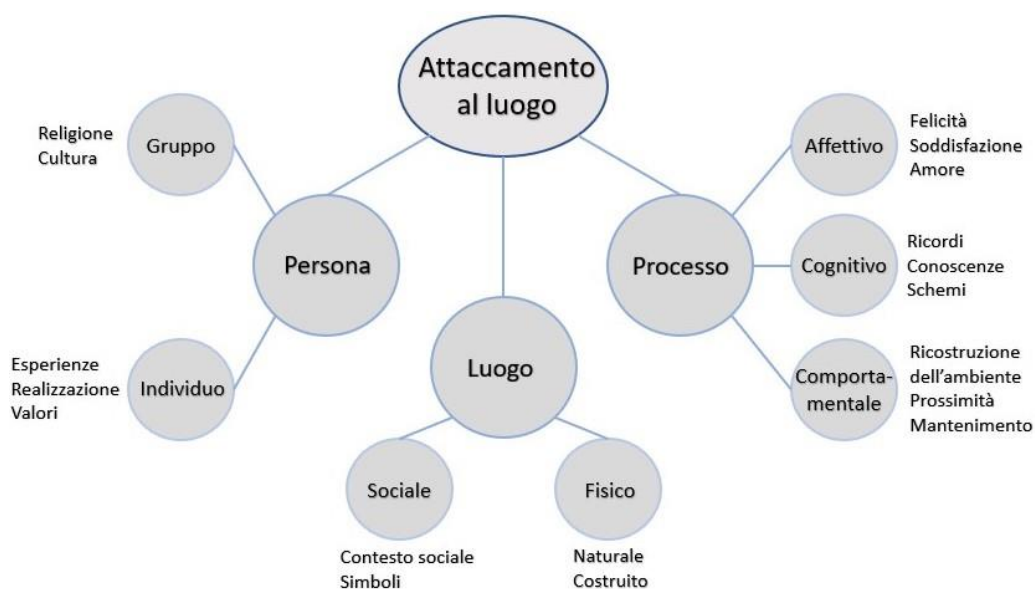 Attaccamento
al luogo
Religione
Cultura
Gruppo
Persona
Esperienze
Realizzazione
Valori
Individuo
Luogo
Sociale
Contesto sociale
Simboli
Fisico
Naturale
Costruito
Processo
Affettivo
Felicità
Soddisfazione
Amore
Cognitivo
Ricordi
Conoscenze
Schemi
Comporta-
mentale
Ricostruzione
dell'ambiente
Prossimità
Mantenimento